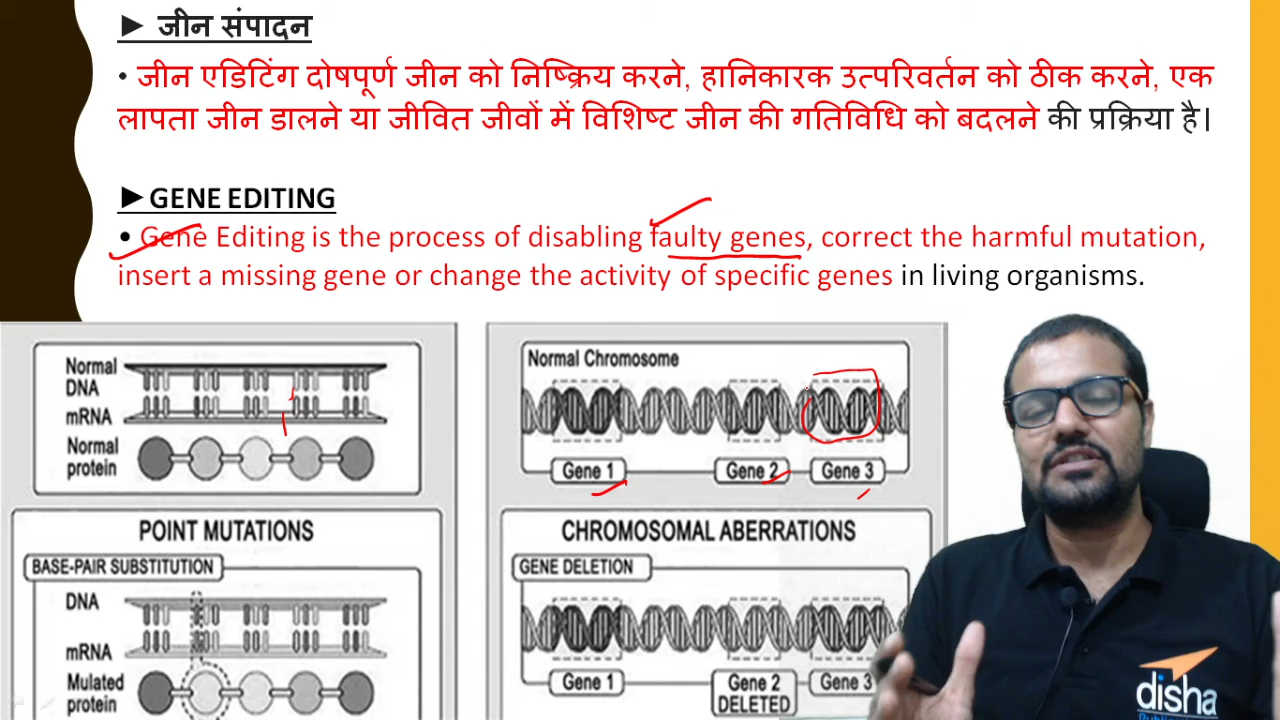 ► जीन संपादन
• जीन एडिटिंग दोषपूर्ण जीन को निष्क्रिय करने, हानिकारक उत्परिवर्तन को ठीक करने, एक
लापता जीन डालने या जीवित जीवों में विशिष्ट जीन की गतिविधि को बदलने की प्रक्रिया है।
►GENE EDITING
• Gene Editing is the process of disabling faulty genes, correct the harmful mutation,
insert a missing gene or change the activity of specific genes in living organisms.
Normal
DNA
mRNA
Normal
protein
POINT MUTATIONS
BASE-PAIR SUBSTITUTION
DNA
mRNA
Mulated
protein
Normal Chromosome
Gene 1
Gene 2
Gene 3
CHROMOSOMAL ABERRATIONS
GENE DELETION
Gene 1
Gene 2
DELETED
Gene 3
disha